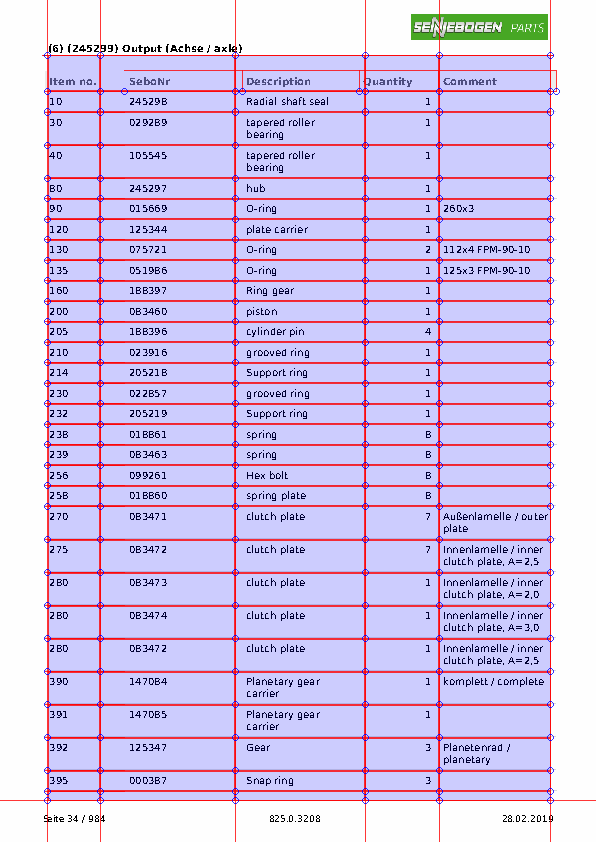 SENNEBOGEN PARTS
(6) (245299) Output (Achse / axle)
Item no. SeboNr Description Quantity Comment
10 245298 Radial shaft seal 1
30 029289 tapered roller 1
bearing
40 105545 tapered roller 1
bearing
80 245297 hub 1
90 015669 O-ring 1 260x3
120 125344 plate carrier 1
130 075721 O-ring 2 112x4 FPM-90-10
135 051986 O-ring 1 125x3 FPM-90-10
160 188397 Ring gear 1
200 083460 piston 1
205 188396 cylinder pin 4
210 023916 grooved ring 1
214 205218 Support ring 1
230 022857 grooved ring 1
232 205219 Support ring 1
238 018861 spring 8
239 083463 spring 8
256 099261 Hex bolt 8
258 018860 spring plate 8
270 083471 clutch plate 7 Außenlamelle / outer
plate
275 083472 clutch plate 7 Innenlamelle / inner
clutch plate, A=2,5
280 083473 clutch plate 1 Innenlamelle / inner
clutch plate, A=2,0
280 083474 clutch plate 1 Innenlamelle / inner
clutch plate, A=3,0
280 083472 clutch plate 1 Innenlamelle / inner
clutch plate, A=2,5
390 147084 Planetary gear 1 komplett / complete
carrier
391 147085 Planetary gear 1
carrier
392 125347 Gear 3 Planetenrad /
planetary
395 000387 Snap ring 3
Seite 34 / 984 825.0.3208 28.02.2019